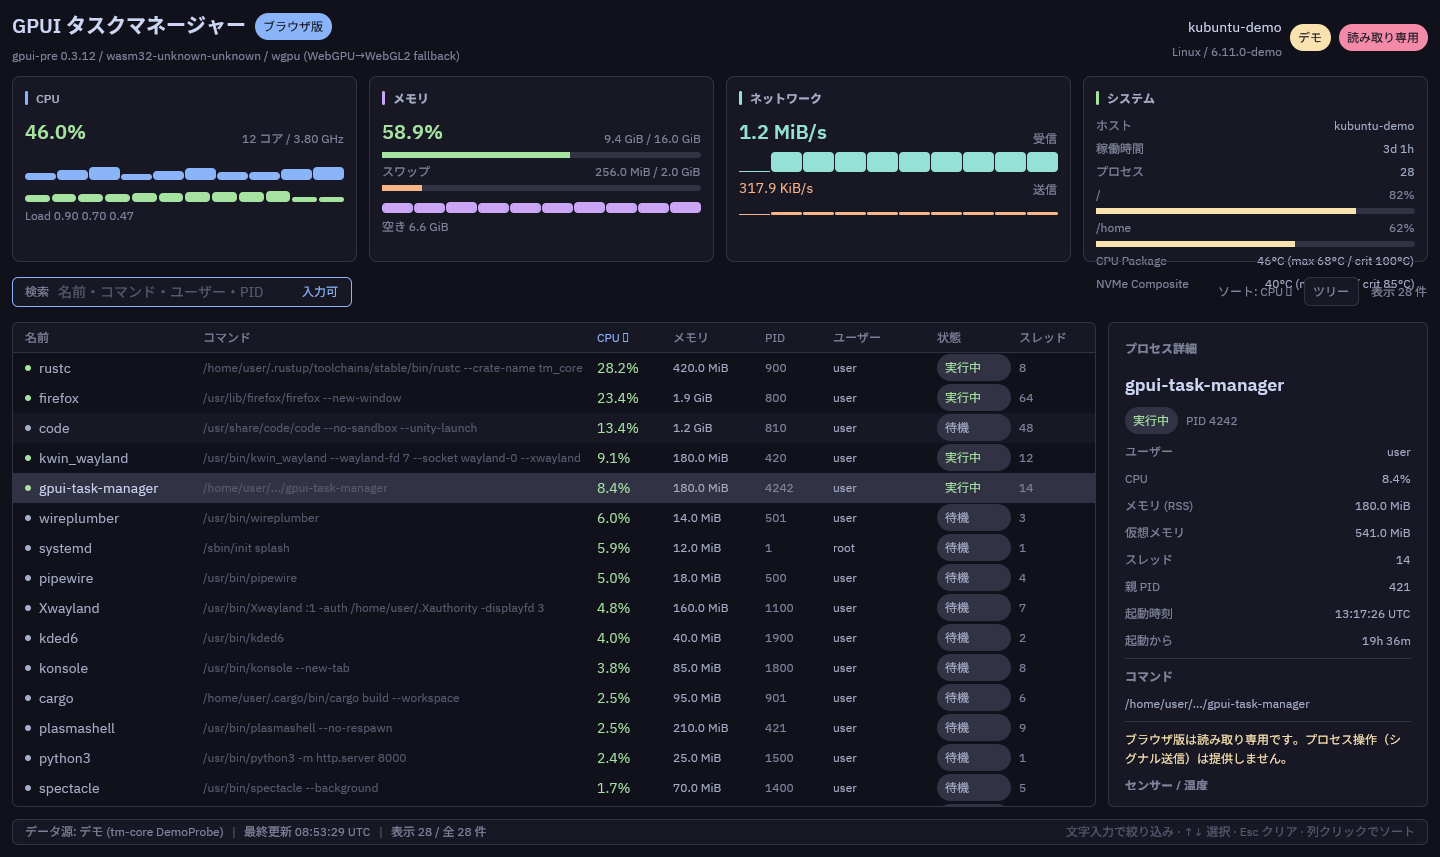 GPUI タスクマネージャー ブラウザ版
gpui-pre 0.3.12 / wasm32-unknown-unknown / wgpu (WebGPU→WebGL2 fallback)
kubuntu-demo
Linux / 6.11.0-demo
デモ 読み取り専用
CPU
46.0% 12 コア / 3.80 GHz
Load 0.90 0.70 0.47
メモリ
58.9% 9.4 GiB / 16.0 GiB
スワップ 256.0 MiB / 2.0 GiB
空き 6.6 GiB
ネットワーク
1.2 MiB/s 受信
317.9 KiB/s 送信
システム
ホスト kubuntu-demo
稼働時間 3d 1h
プロセス 28
/ 82%
/home 62%
CPU Package 46°C (max 68°C / crit 100°C)
NVMe Composite 40°C crit 85°C)
検索 名前・コマンド・ユーザー・PID 入力可
ソート: CPU ツリー 表示 28 件
名前 コマンド CPU メモリ PID ユーザー 状態 スレッド
rustc /home/user/.rustup/toolchains/stable/bin/rustc --crate-name tm_core 28.2% 420.0 MiB 900 user 実行中 8
firefox /usr/lib/firefox/firefox --new-window 23.4% 1.9 GiB 800 user 実行中 64
code /usr/share/code/code --no-sandbox --unity-launch 13.4% 1.2 GiB 810 user 待機 48
kwin_wayland /usr/bin/kwin_wayland --wayland-fd 7 --socket wayland-0 --xwayland 9.1% 180.0 MiB 420 user 実行中 12
gpui-task-manager /home/user/…/gpui-task-manager 8.4% 180.0 MiB 4242 user 実行中 14
wireplumber /usr/bin/wireplumber 6.0% 14.0 MiB 501 user 待機 3
systemd /sbin/init splash 5.9% 12.0 MiB 1 root 待機 1
pipewire /usr/bin/pipewire 5.0% 18.0 MiB 500 user 待機 4
Xwayland /usr/bin/Xwayland :1 -auth /home/user/.Xauthority -displayfd 3 4.8% 160.0 MiB 1100 user 待機 7
kded6 /usr/bin/kded6 4.0% 40.0 MiB 1900 user 待機 2
konsole /usr/bin/konsole --new-tab 3.8% 85.0 MiB 1800 user 待機 8
cargo /home/user/.cargo/bin/cargo build --workspace 2.5% 95.0 MiB 901 user 待機 6
plasmashell /usr/bin/plasmashell --no-respawn 2.5% 210.0 MiB 421 user 待機 9
python3 /usr/bin/python3 -m http.server 8000 2.4% 25.0 MiB 1500 user 待機 1
spectacle /usr/bin/spectacle --background 1.7% 70.0 MiB 1400 user 待機 5
プロセス詳細
gpui-task-manager
実行中 PID 4242
ユーザー user
CPU 8.4%
メモリ (RSS) 180.0 MiB
仮想メモリ 541.0 MiB
スレッド 14
親 PID 421
起動時刻 13:17:26 UTC
起動から 19h 36m
コマンド
/home/user/…/gpui-task-manager
ブラウザ版は読み取り専用です。プロセス操作（シ
グナル送信）は提供しません。
センサー / 温度
データ源: デモ (tm-core DemoProbe) | 最終更新 08:53:29 UTC | 表示 28 / 全 28 件
文字入力で絞り込み · ↑↓ 選択 · Esc クリア · 列クリックでソート